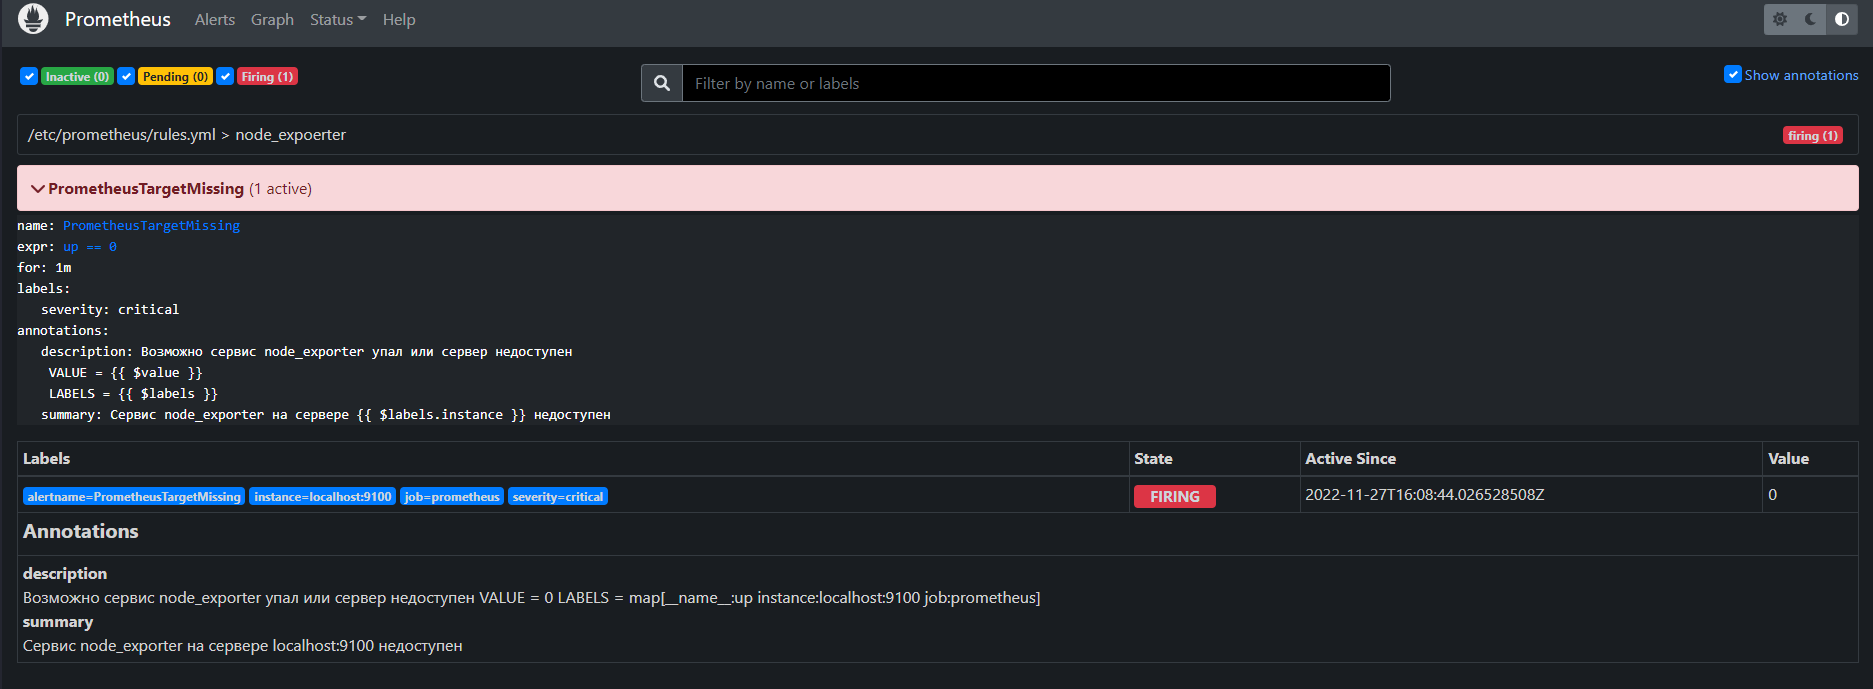 Prometheus Alerts Graph Status Help
Inactive (0) Pending (0) Firing (1) Filter by name or labels Show annotations
/etc/prometheus/rules.yml > node_expoerter firing (1)
PrometheusTargetMissing (1 active)
name: PrometheusTargetMissing
expr: up == 0
for: 1m
labels:
severity: critical
annotations:
description: Возможно сервис node_exporter упал или сервер недоступен
VALUE = {{ $value }}
LABELS = {{ $labels }}
summary: Сервис node_exporter на сервере {{ $labels.instance }} недоступен
Labels State Active Since Value
alertname=PrometheusTargetMissing instance=localhost:9100 job=prometheus severity=critical FIRING 2022-11-27T16:08:44.026528508Z 0
Annotations
description
Возможно сервис node_exporter упал или сервер недоступен VALUE = 0 LABELS = map[__name__:up instance:localhost:9100 job:prometheus]
summary
Сервис node_exporter на сервере localhost:9100 недоступен